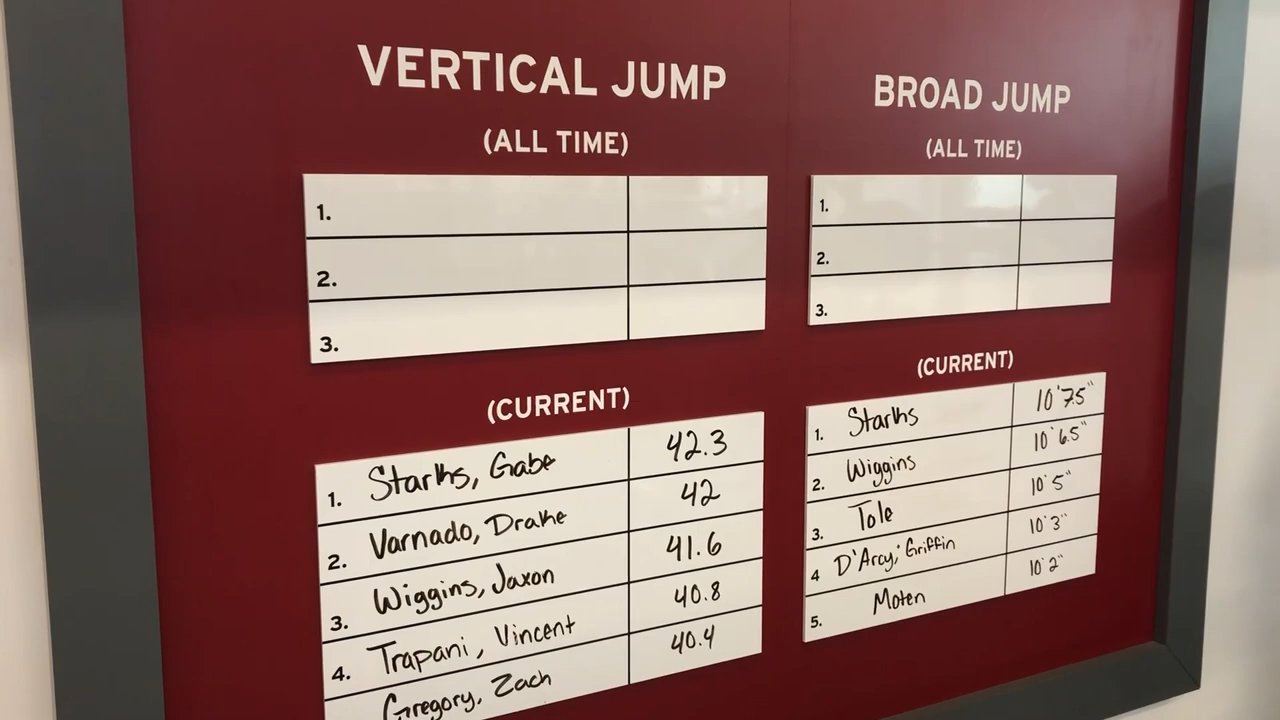 VERTICAL JUMP
(ALL TIME)
1.
2.
3.
(CURRENT)
1. Starks, Gabe 42.3
2. Varnado, Drake 42
3. Wiggins, Jaxon 41.6
4. Trapani, Vincent 40.8
Gregory, Zach 40.4
BROAD JUMP
(ALL TIME)
1.
2.
3.
(CURRENT)
1. Starks 10'7.5"
2. Wiggins 10'6.5"
3. Tole 10'5"
4 D'Arcy; Griffin 10'3"
5. Moten 10'2"